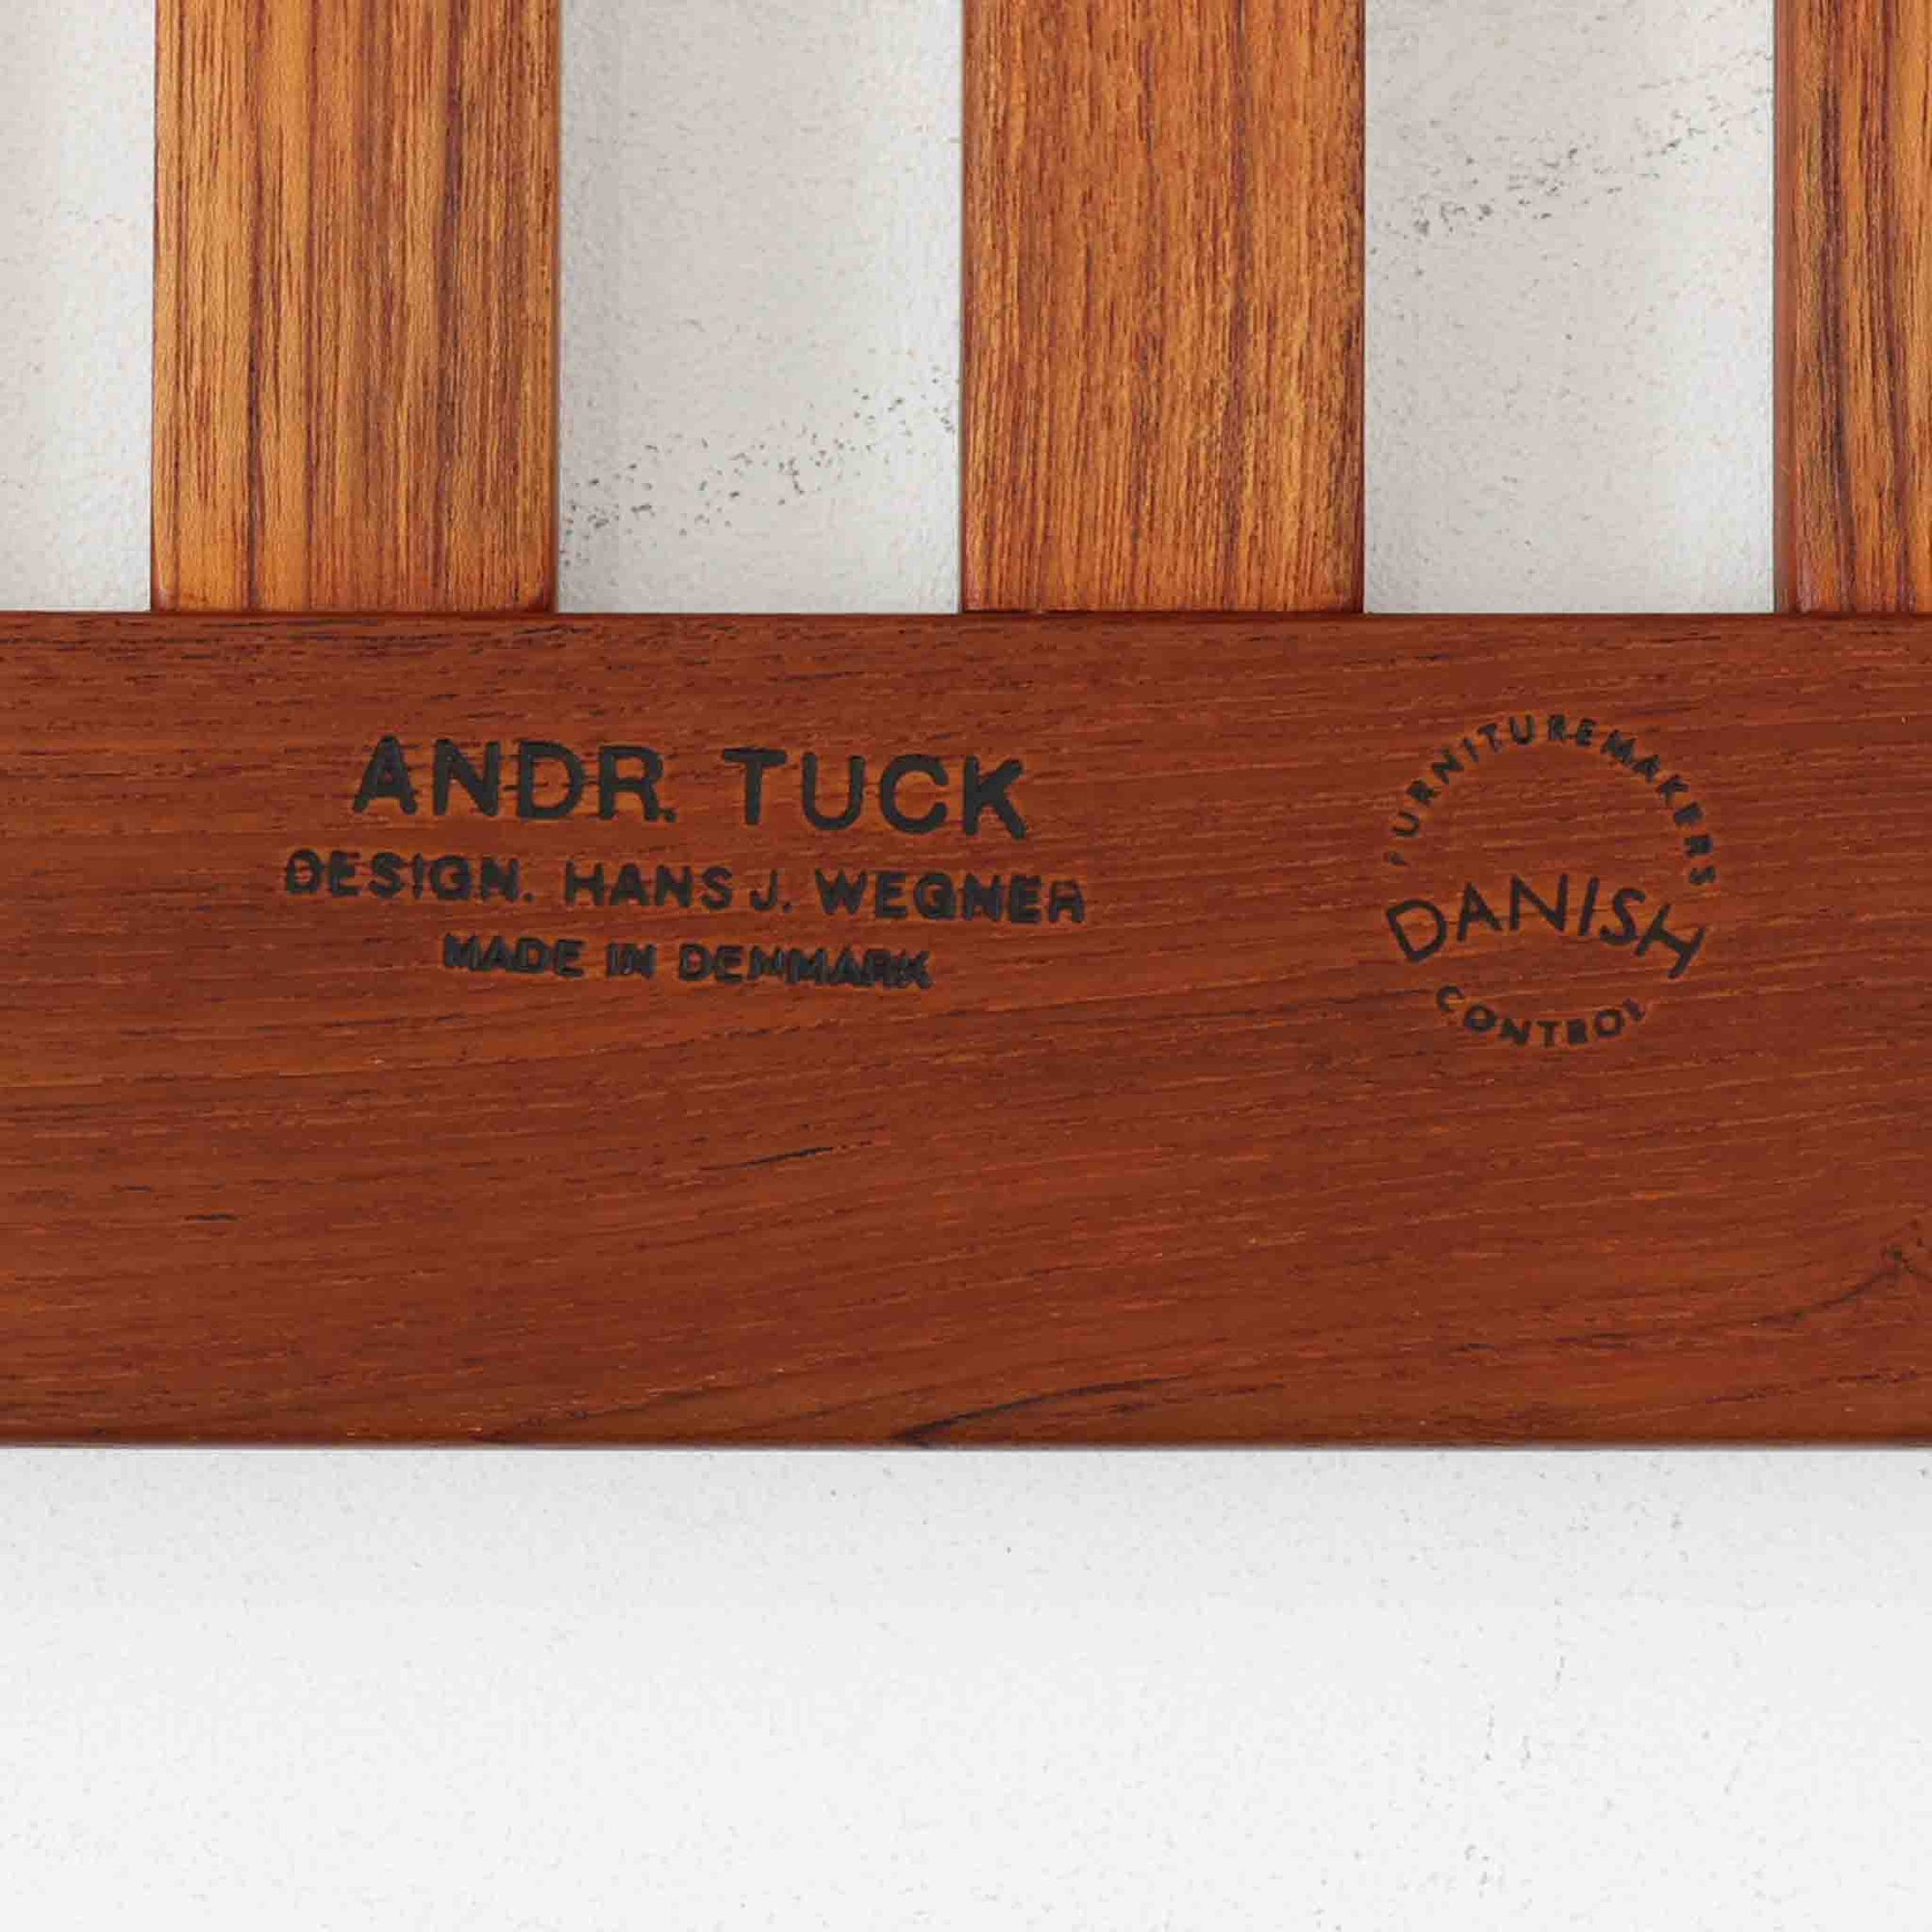 ANDR. TUCK
DESIGN. HANS J. WEGNER
MADE IN DENMARK
FURNITUREMAKERS
DANISH
CONTROL